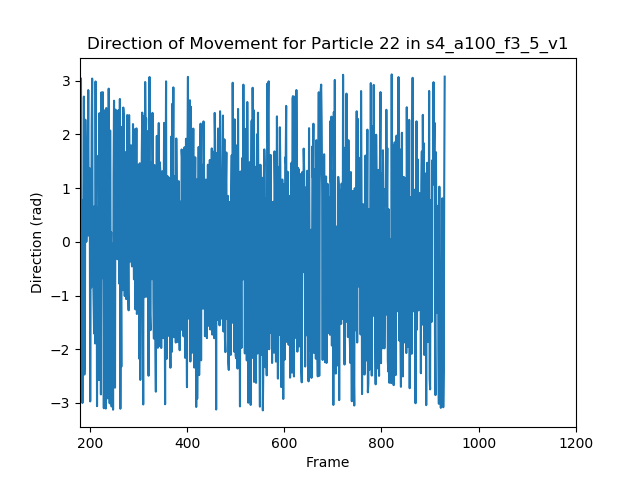 Direction of Movement for Particle 22 in s4_a100_f3_5_v1
3
2
1
0
−1
−2
−3
Direction (rad)
200 400 600 800 1000 1200
Frame